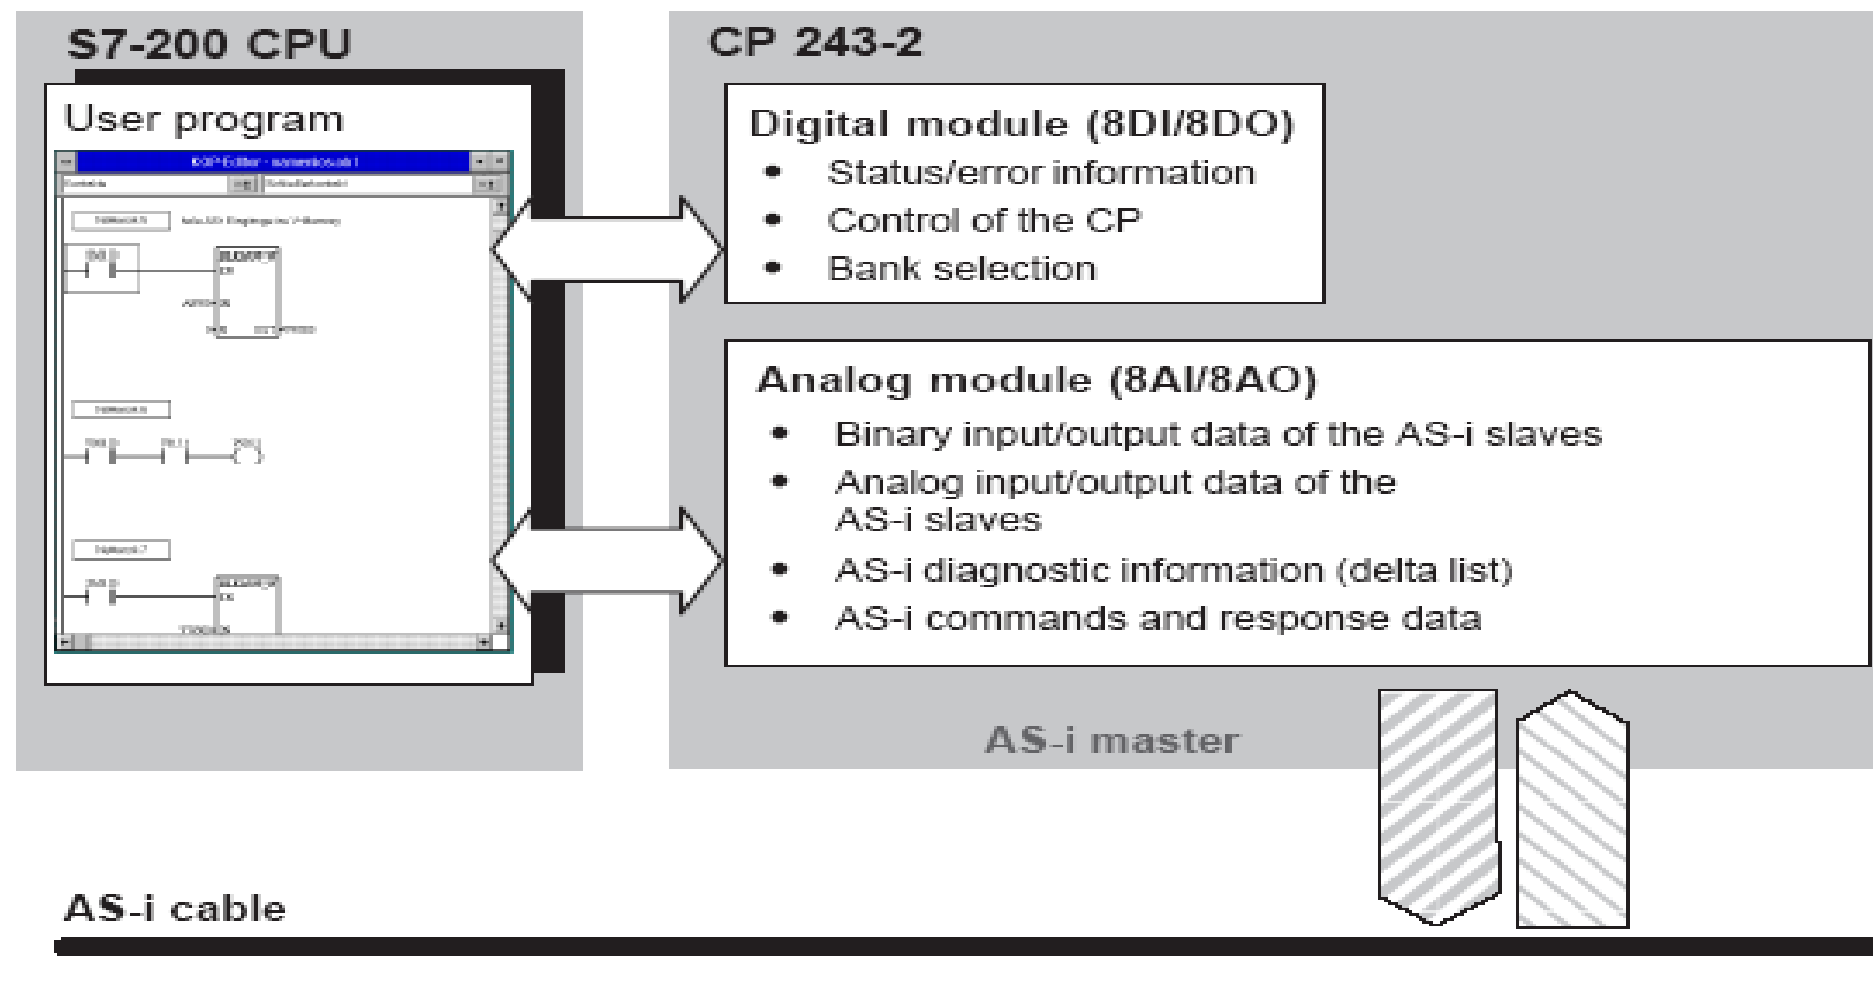 S7-200 CPU
User program
CP 243-2
Digital module (8DI/8DO)
• Status/error information
• Control of the CP
• Bank selection
Analog module (8AI/8AO)
• Binary input/output data of the AS-i slaves
• Analog input/output data of the
AS-i slaves
• AS-i diagnostic information (delta list)
• AS-i commands and response data
AS-i master
AS-i cable